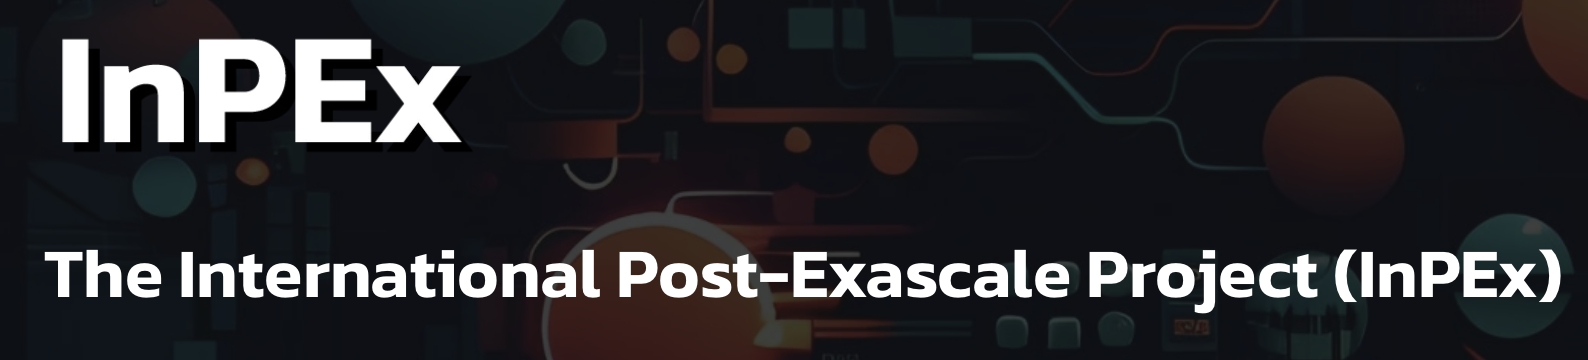 InPEx
The International Post-Exascale Project (InPEx)